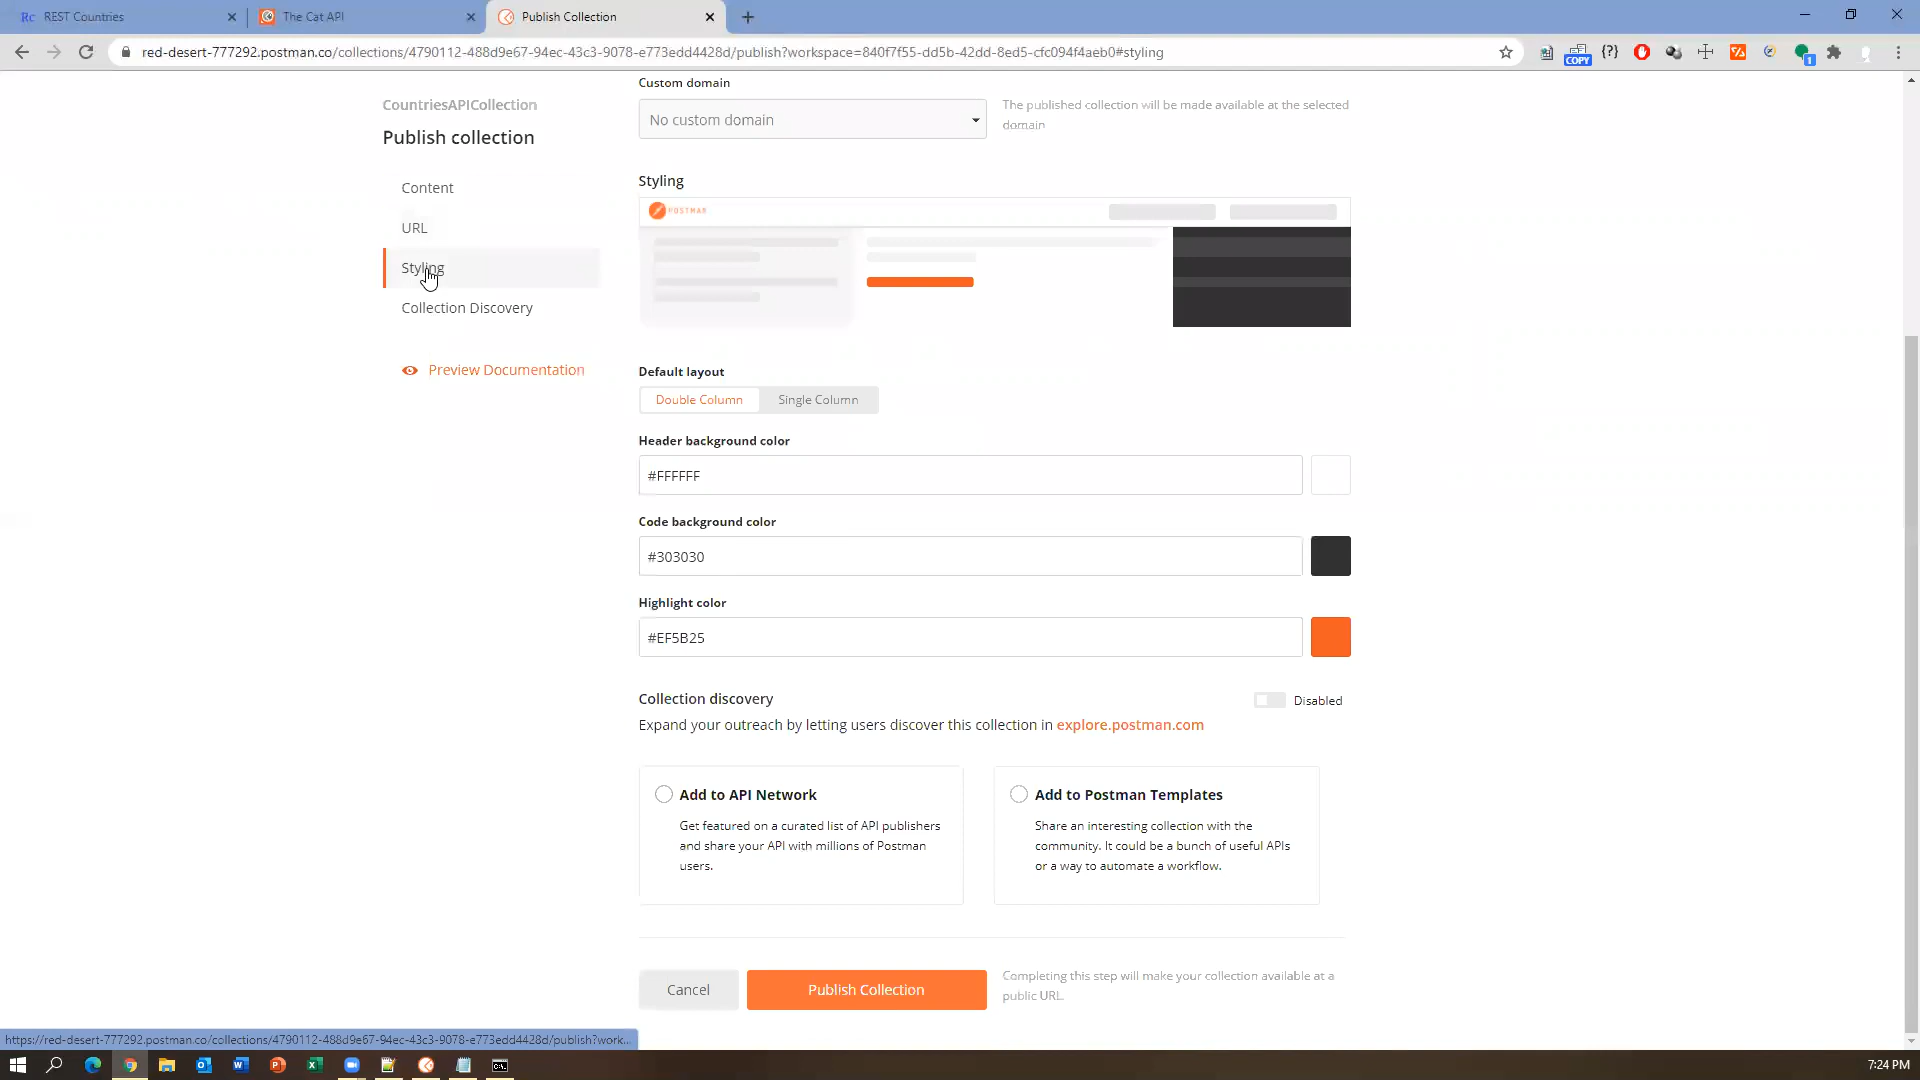 Rc REST Countries
The Cat API
Publish Collection
red-desert-777292.postman.co/collections/4790112-488d9e67-94ec-43c3-9078-e773edd4428d/publish?workspace=840f7f55-dd5b-42dd-8ed5-cfc094f4aeb0#styling
COPY
{?}
1
CountriesAPICollection
Publish collection
Content
URL
Styling
Collection Discovery
Preview Documentation
Custom domain
No custom domain
The published collection will be made available at the selected
domain
Styling
POSTMAN
Default layout
Double Column
Single Column
Header background color
#FFFFFF
Code background color
#303030
Highlight color
#EF5B25
Collection discovery
Disabled
Expand your outreach by letting users discover this collection in explore.postman.com
Add to API Network
Get featured on a curated list of API publishers
and share your API with millions of Postman
users.
Add to Postman Templates
Share an interesting collection with the
community. It could be a bunch of useful APIs
or a way to automate a workflow.
Cancel
Publish Collection
Completing this step will make your collection available at a
public URL.
https://red-desert-777292.postman.co/collections/4790112-488d9e67-94ec-43c3-9078-e773edd4428d/publish?work...
7:24 PM